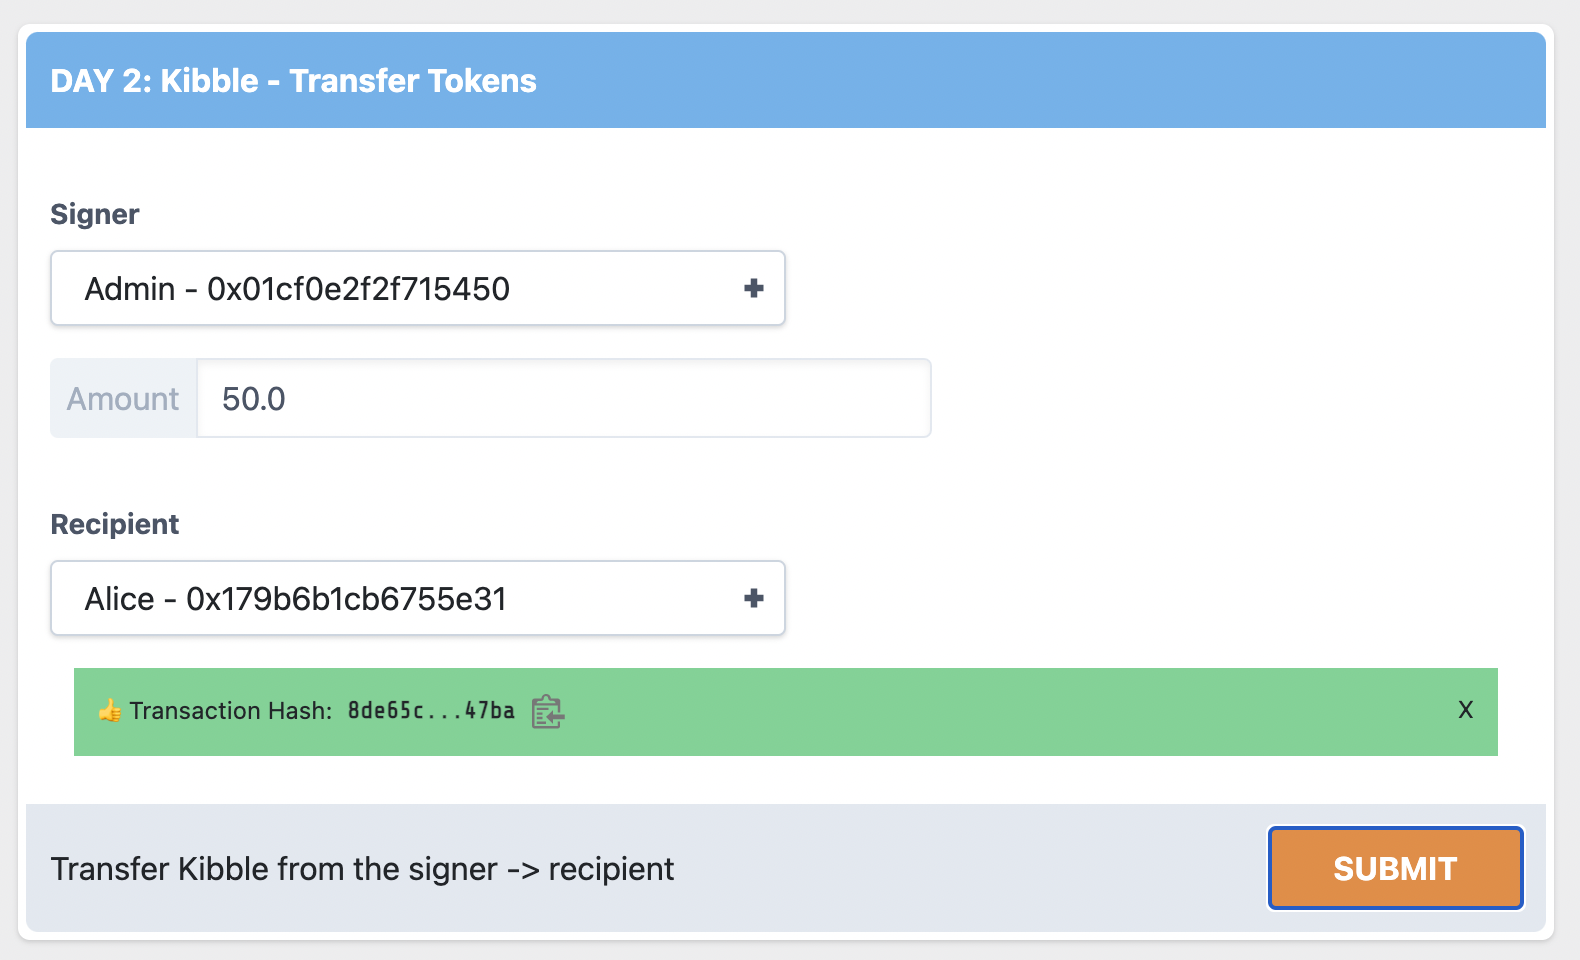 DAY 2: Kibble - Transfer Tokens
Signer
Admin - 0x01cf0e2f2f715450
Amount 50.0
Recipient
Alice - 0x179b6b1cb6755e31
👍 Transaction Hash: 8de65c...47ba X
Transfer Kibble from the signer -> recipient SUBMIT